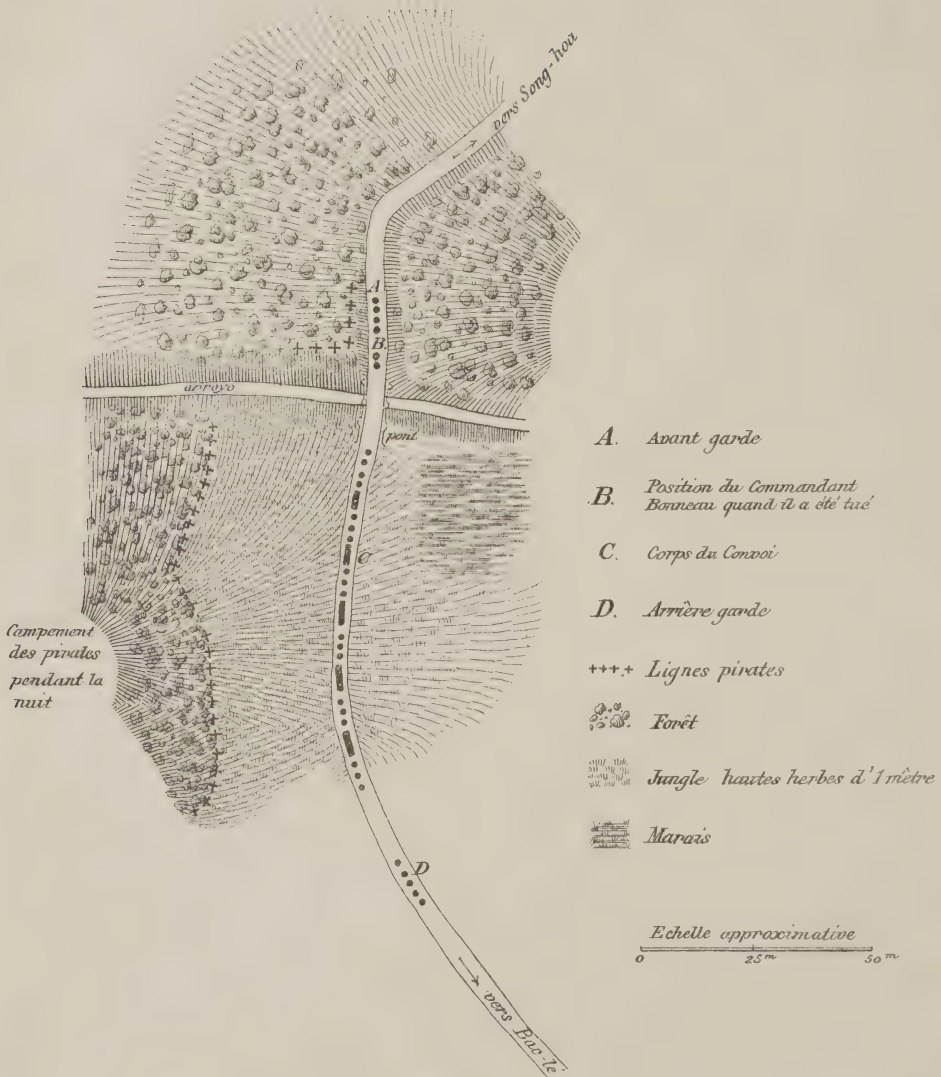 vers Song-hoa
A
B.
arroyo
pont
C
Campement
des pirates
pendant la
nuit
D
vers Bac-lé
A. Avant garde
B. Position du Commandant
Bonneau quand il a été tué
C. Corps du Convoi
D. Arrière garde
++++ Lignes pirates
Forêt
Jungle hautes herbes d'1 mètre
Marais
Echelle approximative
0 25 m 50 m